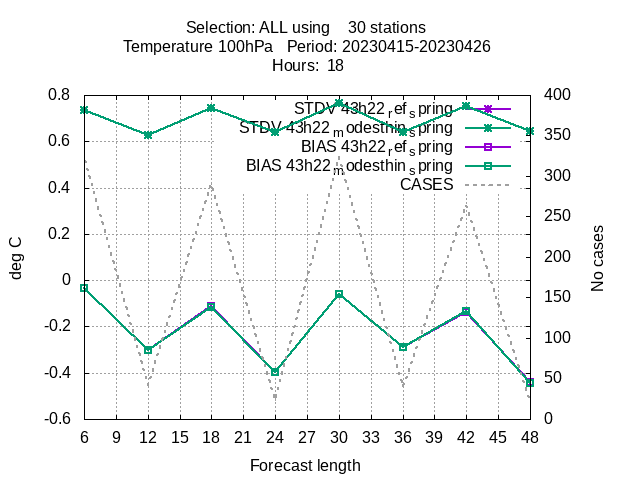 Selection: ALL using    30 stations
Temperature 100hPa   Period: 20230415-20230426
Hours:  18
0.8
0.6
0.4
0.2
0
-0.2
-0.4
-0.6
deg C
STDV 43h22_ref_spring
STDV 43h22_modesthin_spring
BIAS 43h22_ref_spring
BIAS 43h22_modesthin_spring
CASES
400
350
300
250
200
150
100
50
0
No cases
6 9 12 15 18 21 24 27 30 33 36 39 42 45 48
Forecast length